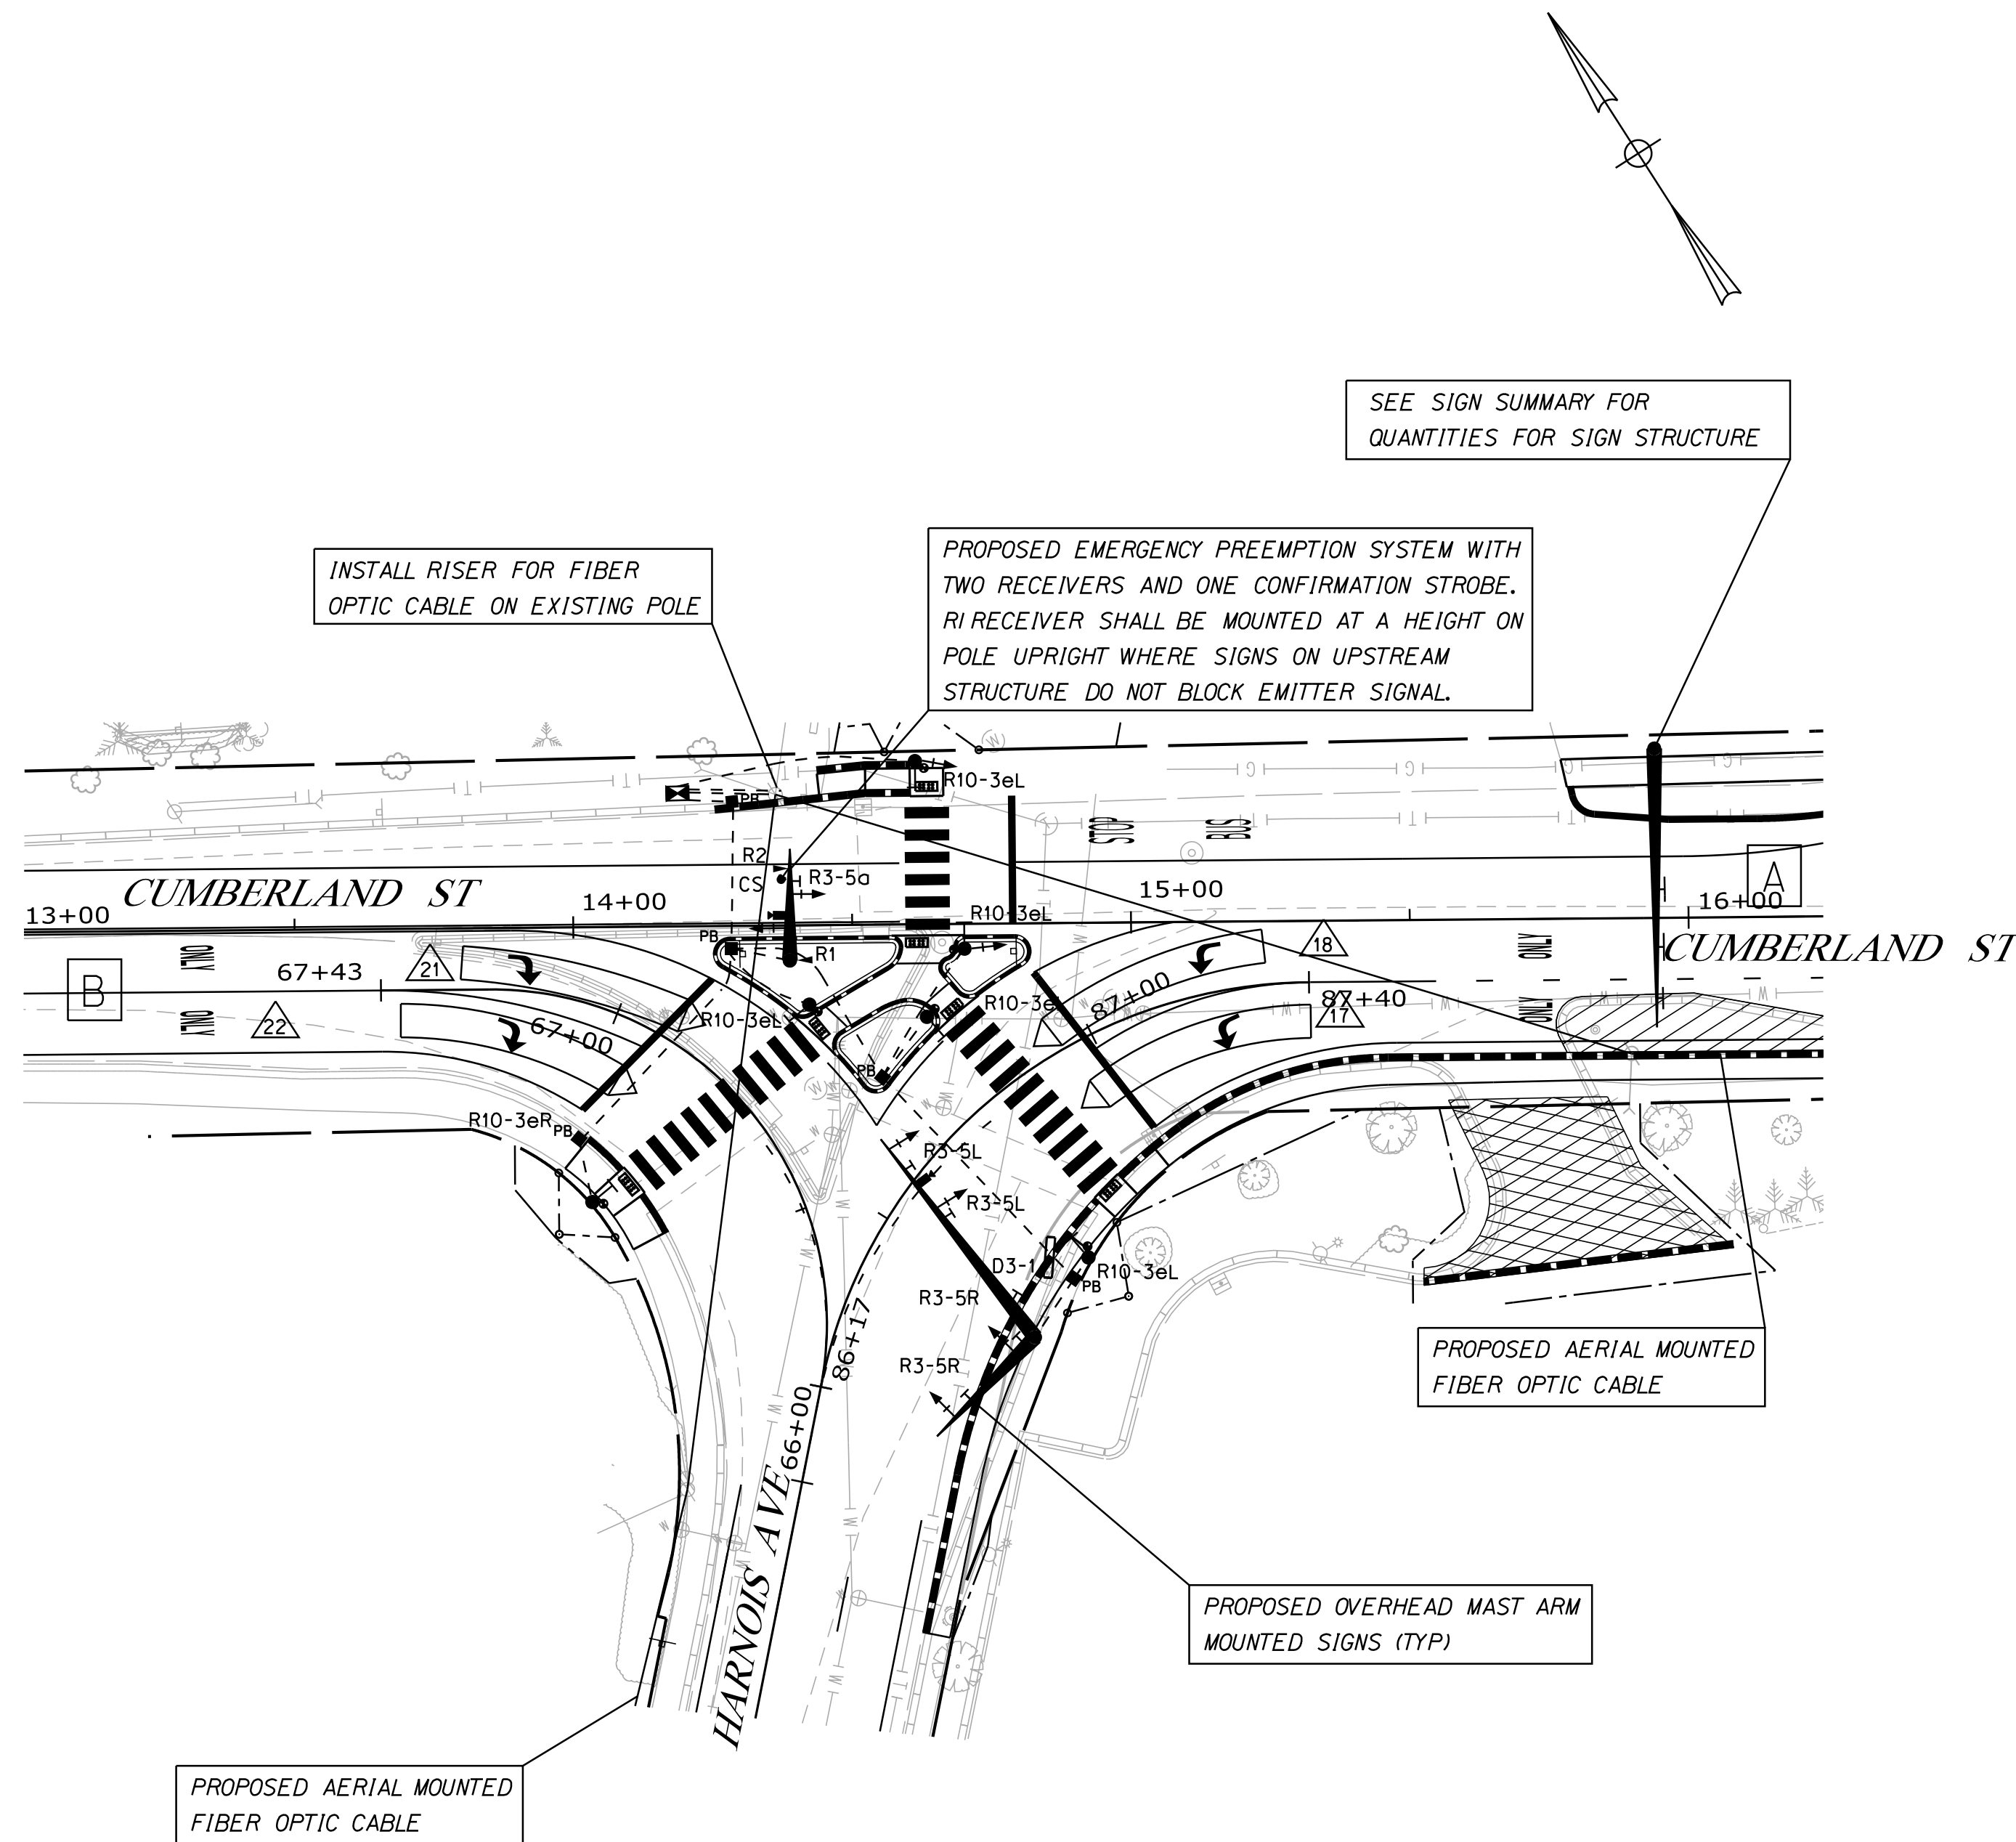 SEE SIGN SUMMARY FOR
QUANTITIES FOR SIGN STRUCTURE
PROPOSED EMERGENCY PREEMPTION SYSTEM WITH
TWO RECEIVERS AND ONE CONFIRMATION STROBE.
R1 RECEIVER SHALL BE MOUNTED AT A HEIGHT ON
POLE UPRIGHT WHERE SIGNS ON UPSTREAM
STRUCTURE DO NOT BLOCK EMITTER SIGNAL.
INSTALL RISER FOR FIBER
OPTIC CABLE ON EXISTING POLE
R10-3eL
PB
R2
CS
R3-5a
SIG
BUS
A
CUMBERLAND ST
13+00
14+00
15+00
16+00
R10-3eL
PB
R1
18
CUMBERLAND ST
B
67+43
21
22
67+00
R10-3eL
R10-3eL
87+00
87+40
17
PB
R10-3eR
PB
R3-5L
R3-5L
D3-1
R10-3eL
PB
R3-5R
R3-5R
86+17
66+00
HARNOIS AVE
PROPOSED AERIAL MOUNTED
FIBER OPTIC CABLE
PROPOSED OVERHEAD MAST ARM
MOUNTED SIGNS (TYP)
PROPOSED AERIAL MOUNTED
FIBER OPTIC CABLE